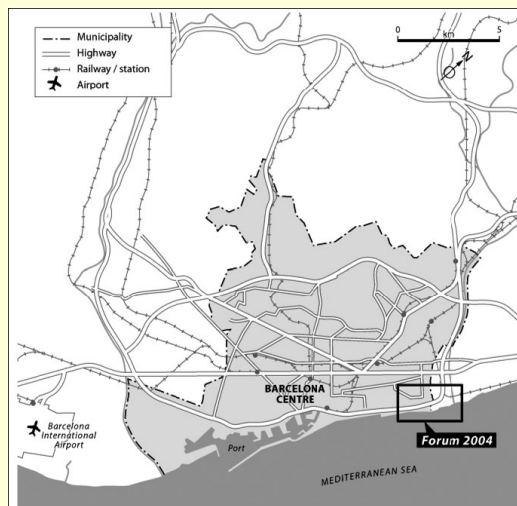 Municipality
Highway
Railway / station
Airport
0
5
km
N
BARCELONA
CENTRE
Barcelona
International
Airport
Port
Forum 2004
MEDITERRANEAN SEA